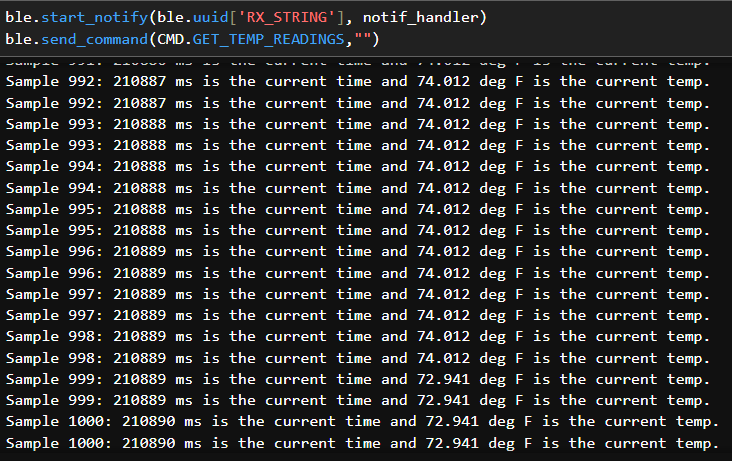 ble.start_notify(ble.uuid['RX_STRING'], notif_handler)
ble.send_command(CMD.GET_TEMP_READINGS,"")
Sample 991: ms is the current time and 74.012 deg F is the current temp.
Sample 992: 210887 ms is the current time and 74.012 deg F is the current temp.
Sample 992: 210887 ms is the current time and 74.012 deg F is the current temp.
Sample 993: 210888 ms is the current time and 74.012 deg F is the current temp.
Sample 993: 210888 ms is the current time and 74.012 deg F is the current temp.
Sample 994: 210888 ms is the current time and 74.012 deg F is the current temp.
Sample 994: 210888 ms is the current time and 74.012 deg F is the current temp.
Sample 995: 210888 ms is the current time and 74.012 deg F is the current temp.
Sample 995: 210888 ms is the current time and 74.012 deg F is the current temp.
Sample 996: 210889 ms is the current time and 74.012 deg F is the current temp.
Sample 996: 210889 ms is the current time and 74.012 deg F is the current temp.
Sample 997: 210889 ms is the current time and 74.012 deg F is the current temp.
Sample 997: 210889 ms is the current time and 74.012 deg F is the current temp.
Sample 998: 210889 ms is the current time and 74.012 deg F is the current temp.
Sample 998: 210889 ms is the current time and 74.012 deg F is the current temp.
Sample 999: 210889 ms is the current time and 72.941 deg F is the current temp.
Sample 999: 210889 ms is the current time and 72.941 deg F is the current temp.
Sample 1000: 210890 ms is the current time and 72.941 deg F is the current temp.
Sample 1000: 210890 ms is the current time and 72.941 deg F is the current temp.